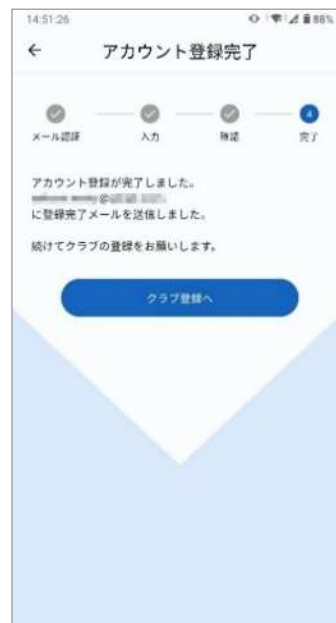 14:51:26
88%
← アカウント登録完了
メール認証
入力
確認
4
完了
アカウント登録が完了しました。
に登録完了メールを送信しました。
続けてクラブの登録をお願いします。
クラブ登録へ